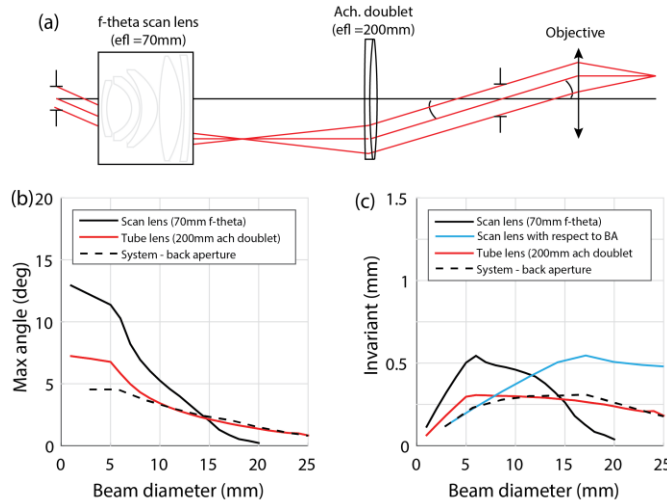 (a)
f-theta scan lens
(efl =70mm)
Ach. doublet
(efl =200mm)
Objective
(b)
20
15
10
5
0
Max angle (deg)
Scan lens (70mm f-theta)
Tube lens (200mm ach doublet)
System - back aperture
0 5 10 15 20 25
Beam diameter (mm)
(c)
1.5
1
0.5
0
Invariant (mm)
Scan lens (70mm f-theta)
Scan lens with respect to BA
Tube lens (200mm ach doublet
System - back aperture
0 5 10 15 20 25
Beam diameter (mm)